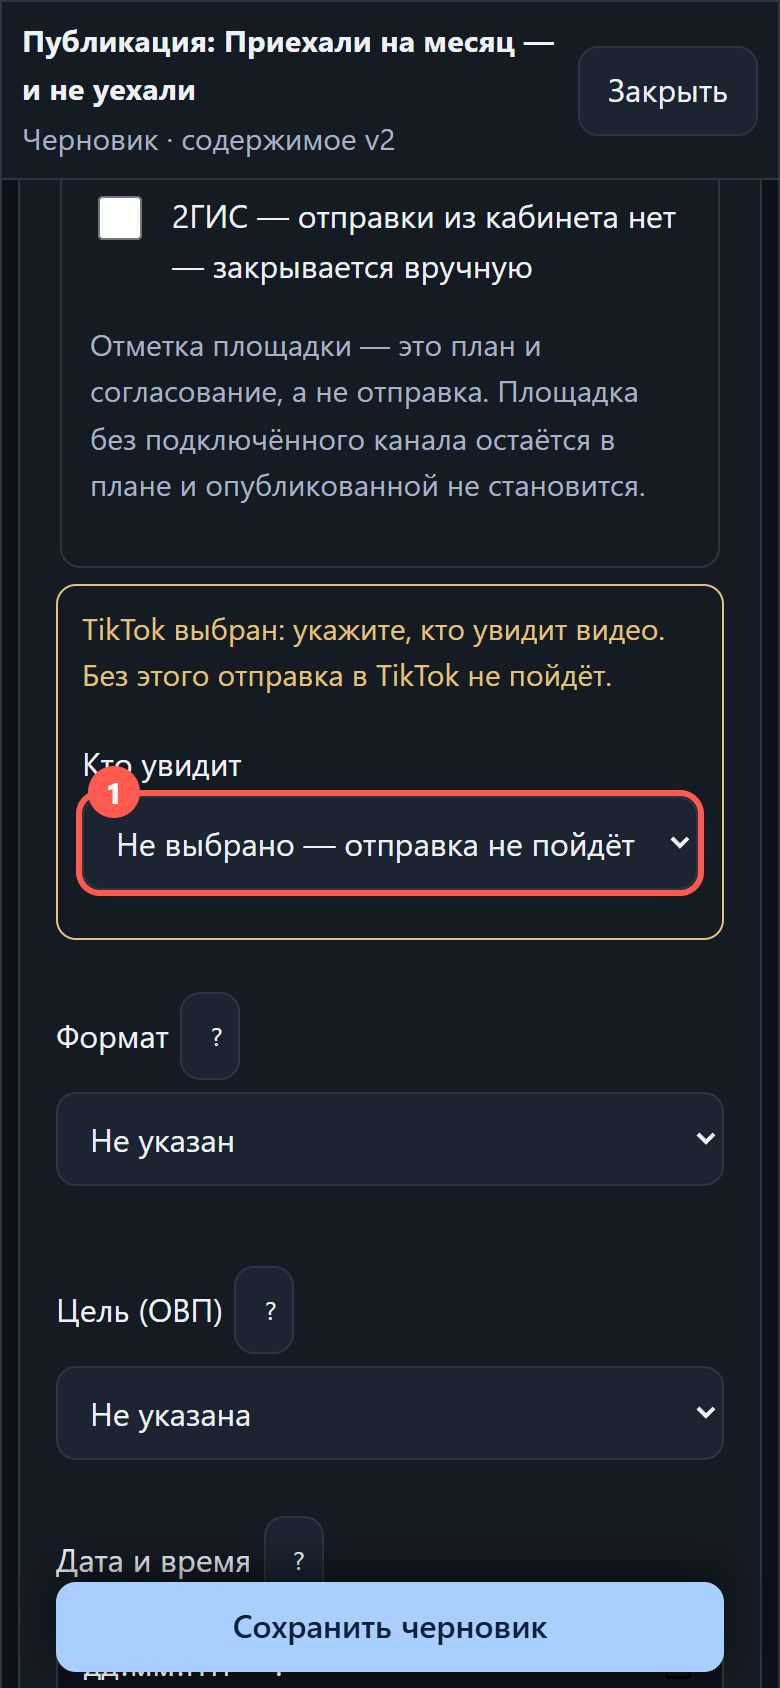 Публикация: Приехали на месяц —
и не уехали
Черновик · содержимое v2
Закрыть
2ГИС — отправки из кабинета нет
— закрывается вручную
Отметка площадки — это план и
согласование, а не отправка. Площадка
без подключённого канала остаётся в
плане и опубликованной не становится.
TikTok выбран: укажите, кто увидит видео.
Без этого отправка в TikTok не пойдёт.
Кто увидит
1
Не выбрано — отправка не пойдёт
Формат ?
Не указан
Цель (ОВП) ?
Не указана
Дата и время ?
Сохранить черновик